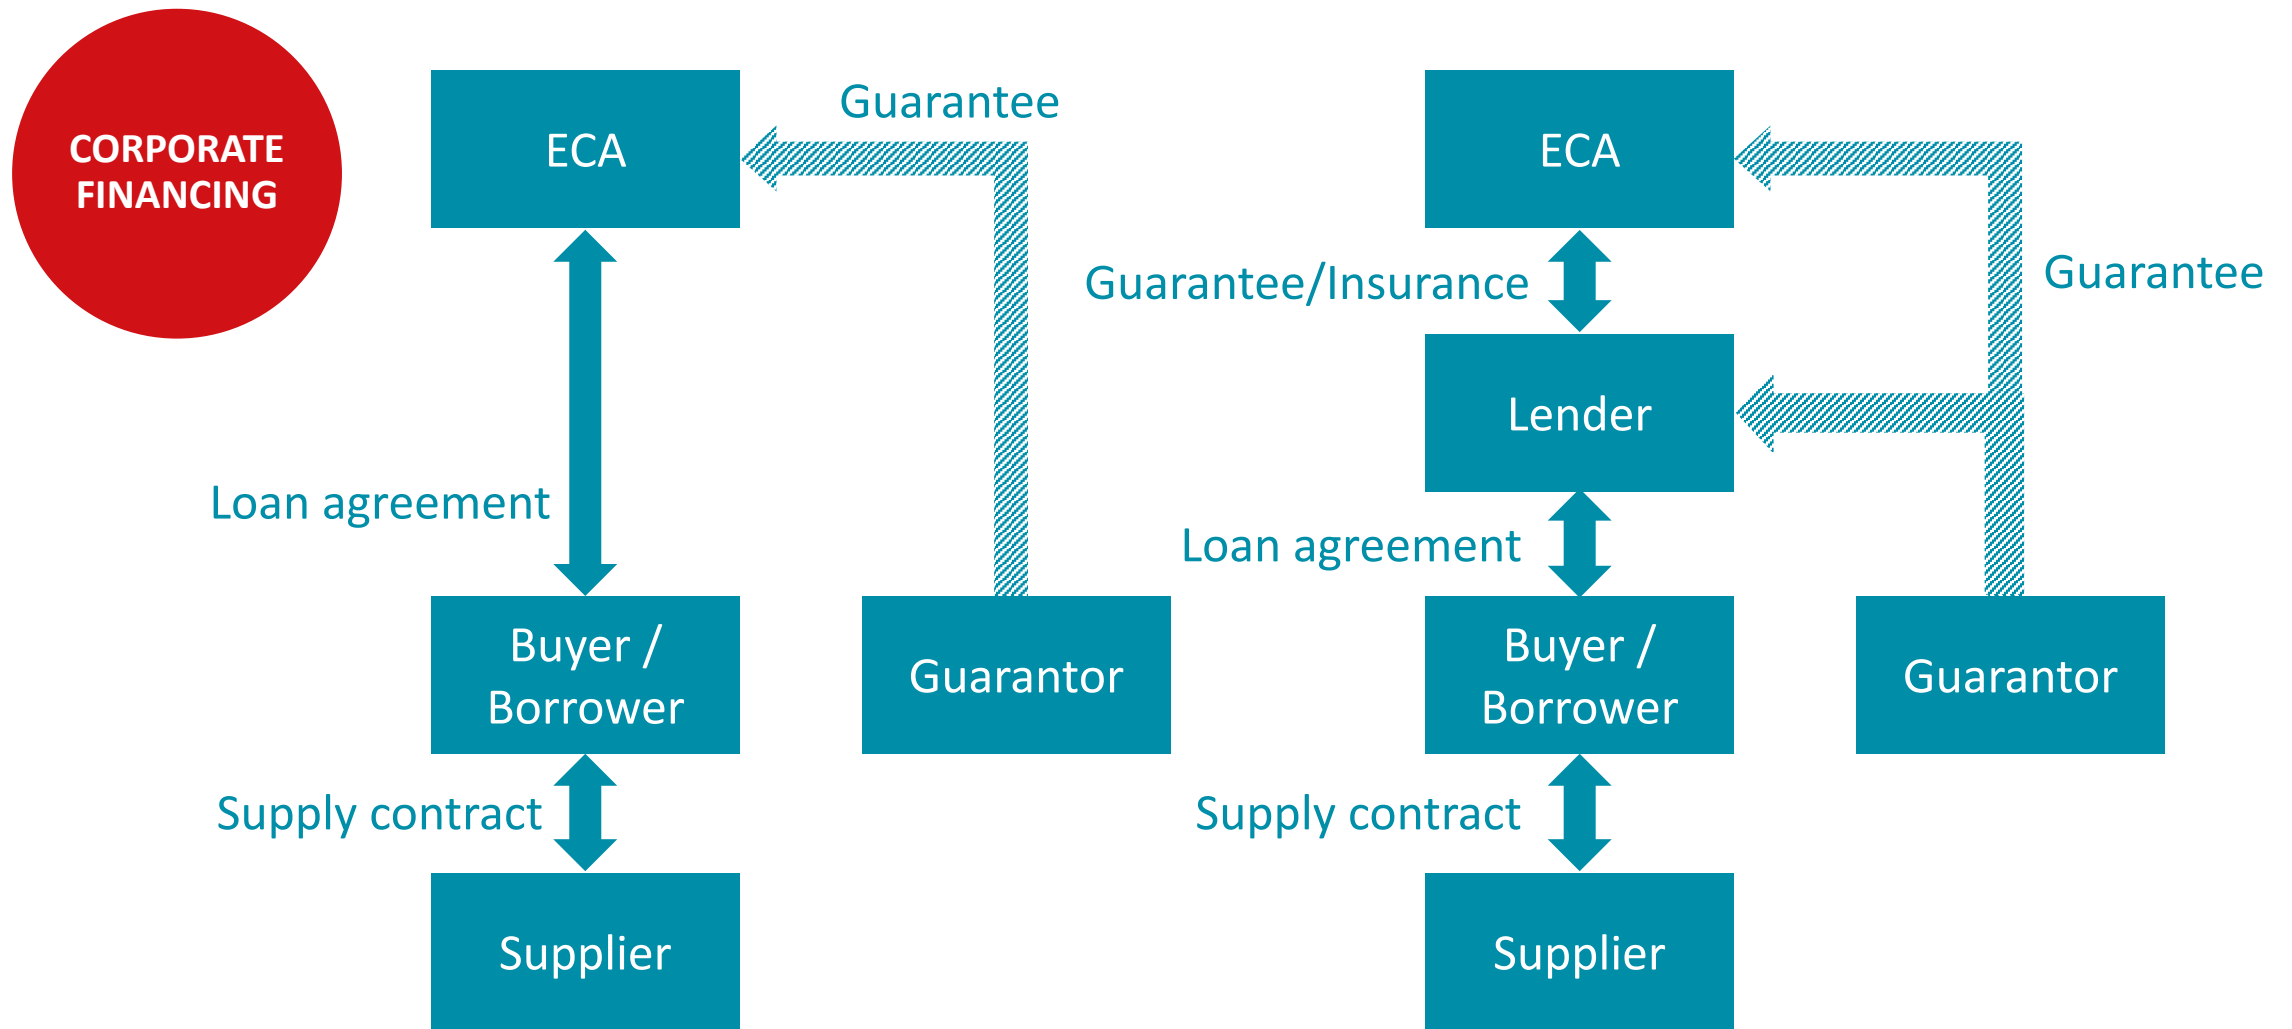 CORPORATE
FINANCING
ECA
Guarantee
Loan agreement
Buyer /
Borrower
Guarantor
Supply contract
Supplier
ECA
Guarantee/Insurance
Guarantee
Lender
Loan agreement
Buyer /
Borrower
Guarantor
Supply contract
Supplier